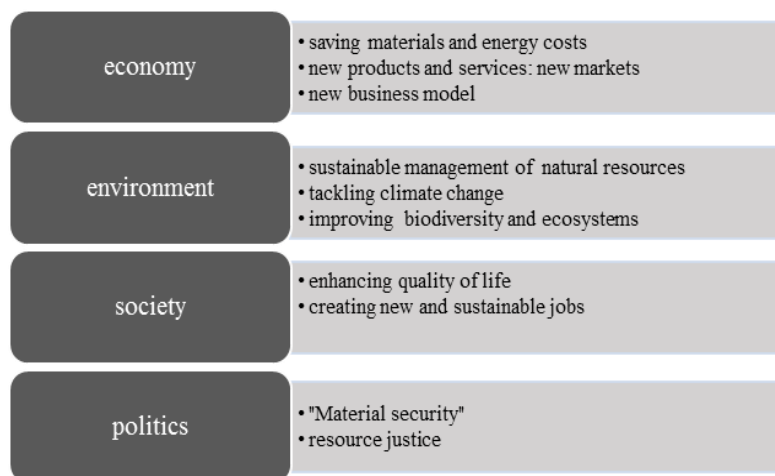 economy
• saving materials and energy costs
• new products and services: new markets
• new business model
environment
• sustainable management of natural resources
• tackling climate change
• improving biodiversity and ecosystems
society
• enhancing quality of life
• creating new and sustainable jobs
politics
• "Material security"
• resource justice